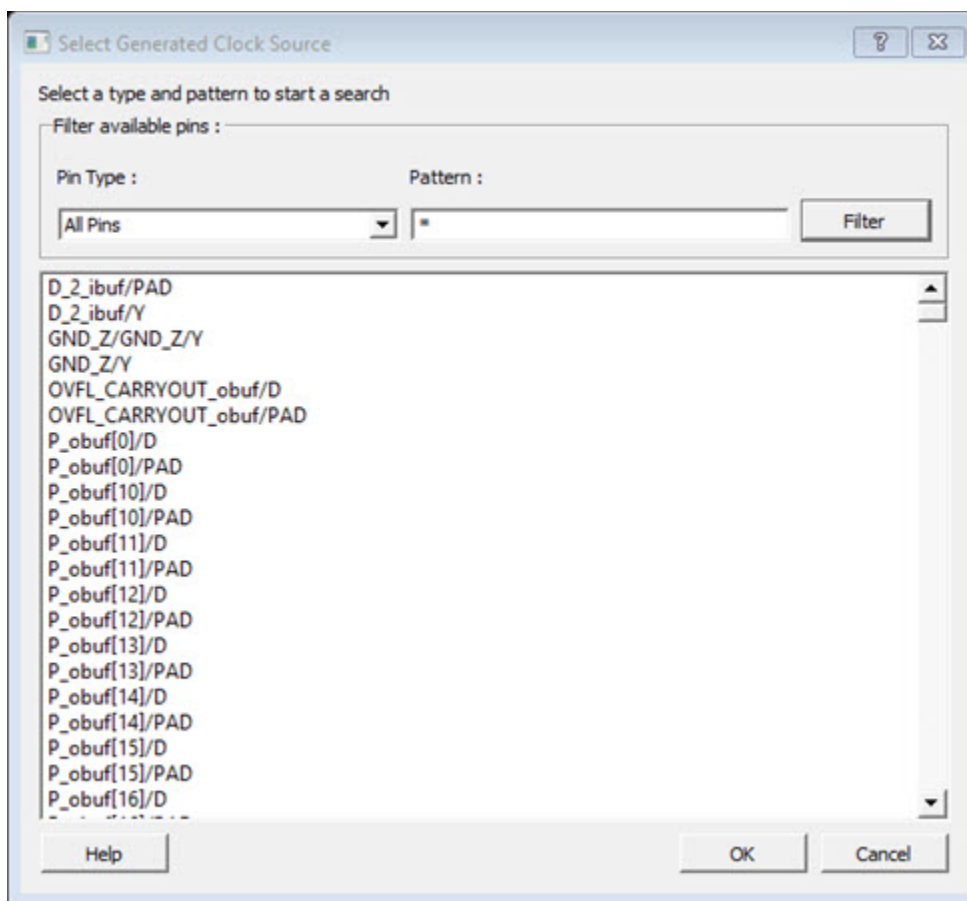 Select Generated Clock Source
Select a type and pattern to start a search
Filter available pins :
Pin Type : Pattern :
All Pins * Filter
D_2_ibuf/PAD
D_2_ibuf/Y
GND_Z/GND_Z/Y
GND_Z/Y
OVFL_CARRYOUT_obuf/D
OVFL_CARRYOUT_obuf/PAD
P_obuf[0]/D
P_obuf[0]/PAD
P_obuf[10]/D
P_obuf[10]/PAD
P_obuf[11]/D
P_obuf[11]/PAD
P_obuf[12]/D
P_obuf[12]/PAD
P_obuf[13]/D
P_obuf[13]/PAD
P_obuf[14]/D
P_obuf[14]/PAD
P_obuf[15]/D
P_obuf[15]/PAD
P_obuf[16]/D
Help OK Cancel